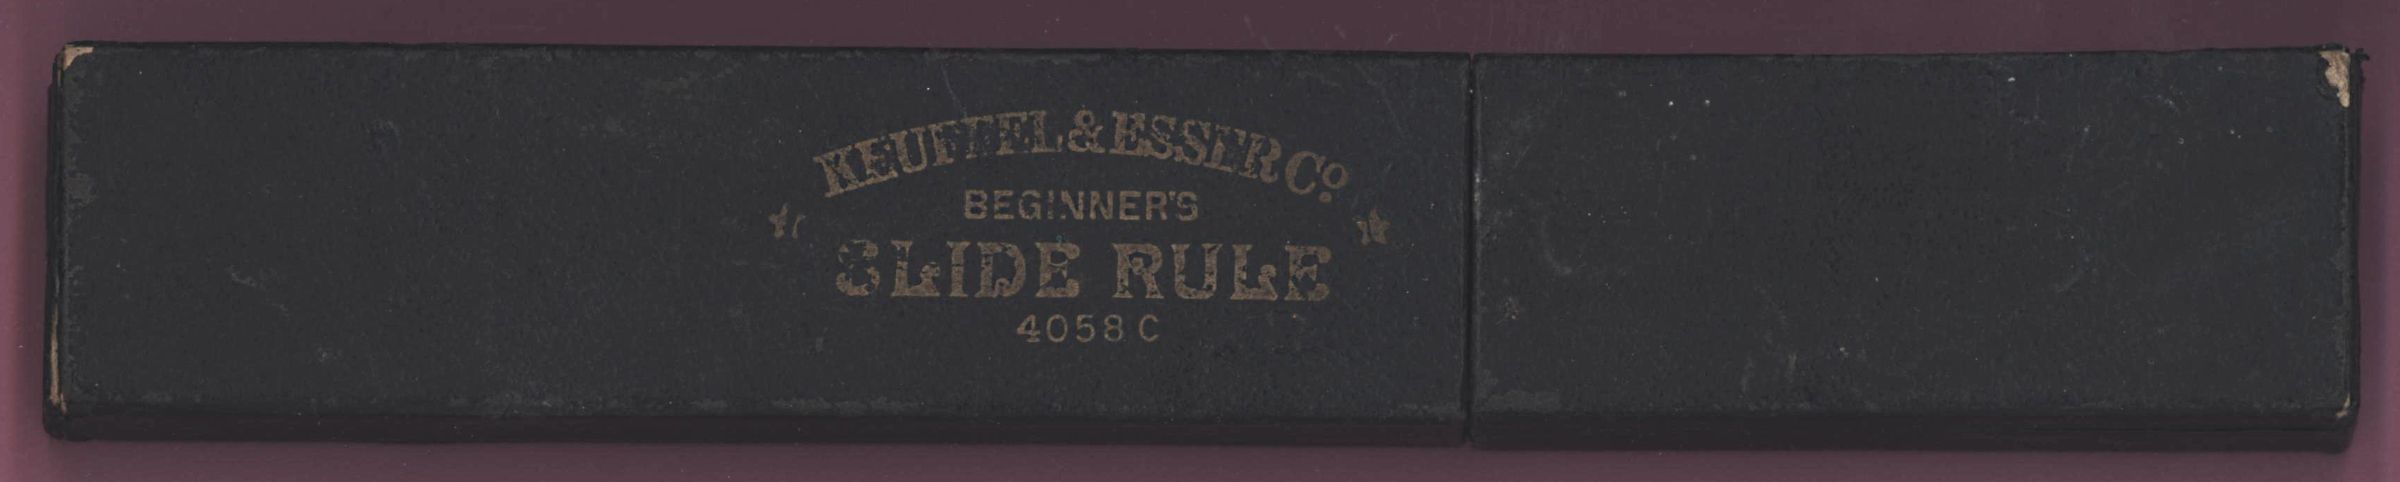 KEUFFEL & ESSER Co.
BEGINNER'S
SLIDE RULE
4058 C